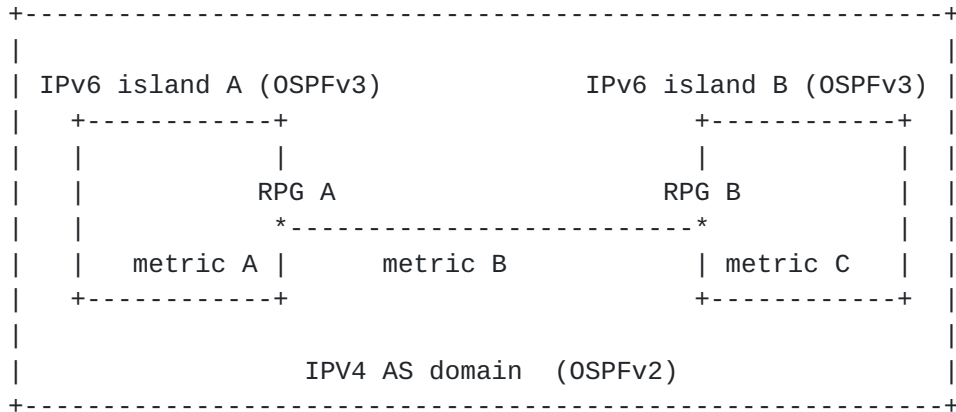 IPv6 island A (OSPFv3) IPv6 island B (OSPFv3)
RPG A RPG B
metric A metric B metric C
IPV4 AS domain (OSPFv2)